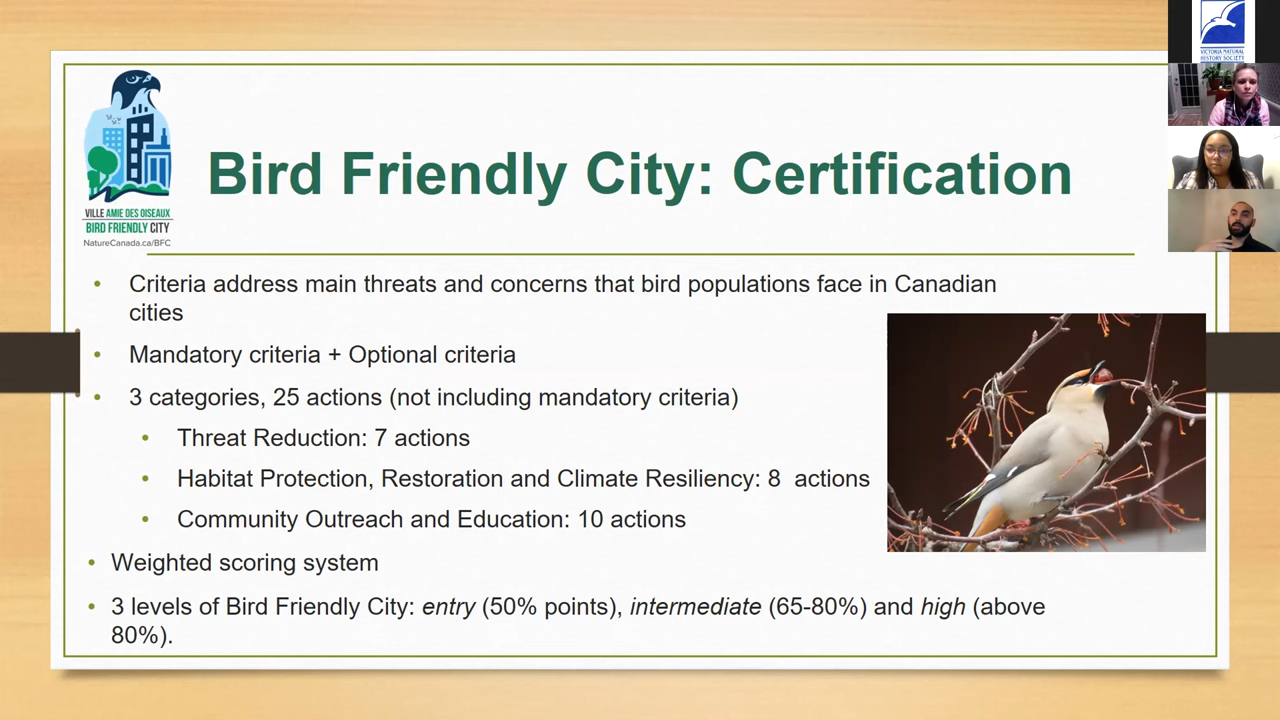 VICTORIA NATURAL
HISTORY SOCIETY
Bird Friendly City: Certification
VILLE AMIE DES OISEAUX
BIRD FRIENDLY CITY
NatureCanada.ca/BFC
• Criteria address main threats and concerns that bird populations face in Canadian
cities
• Mandatory criteria + Optional criteria
• 3 categories, 25 actions (not including mandatory criteria)
• Threat Reduction: 7 actions
• Habitat Protection, Restoration and Climate Resiliency: 8  actions
• Community Outreach and Education: 10 actions
• Weighted scoring system
• 3 levels of Bird Friendly City: entry (50% points), intermediate (65-80%) and high (above
80%).